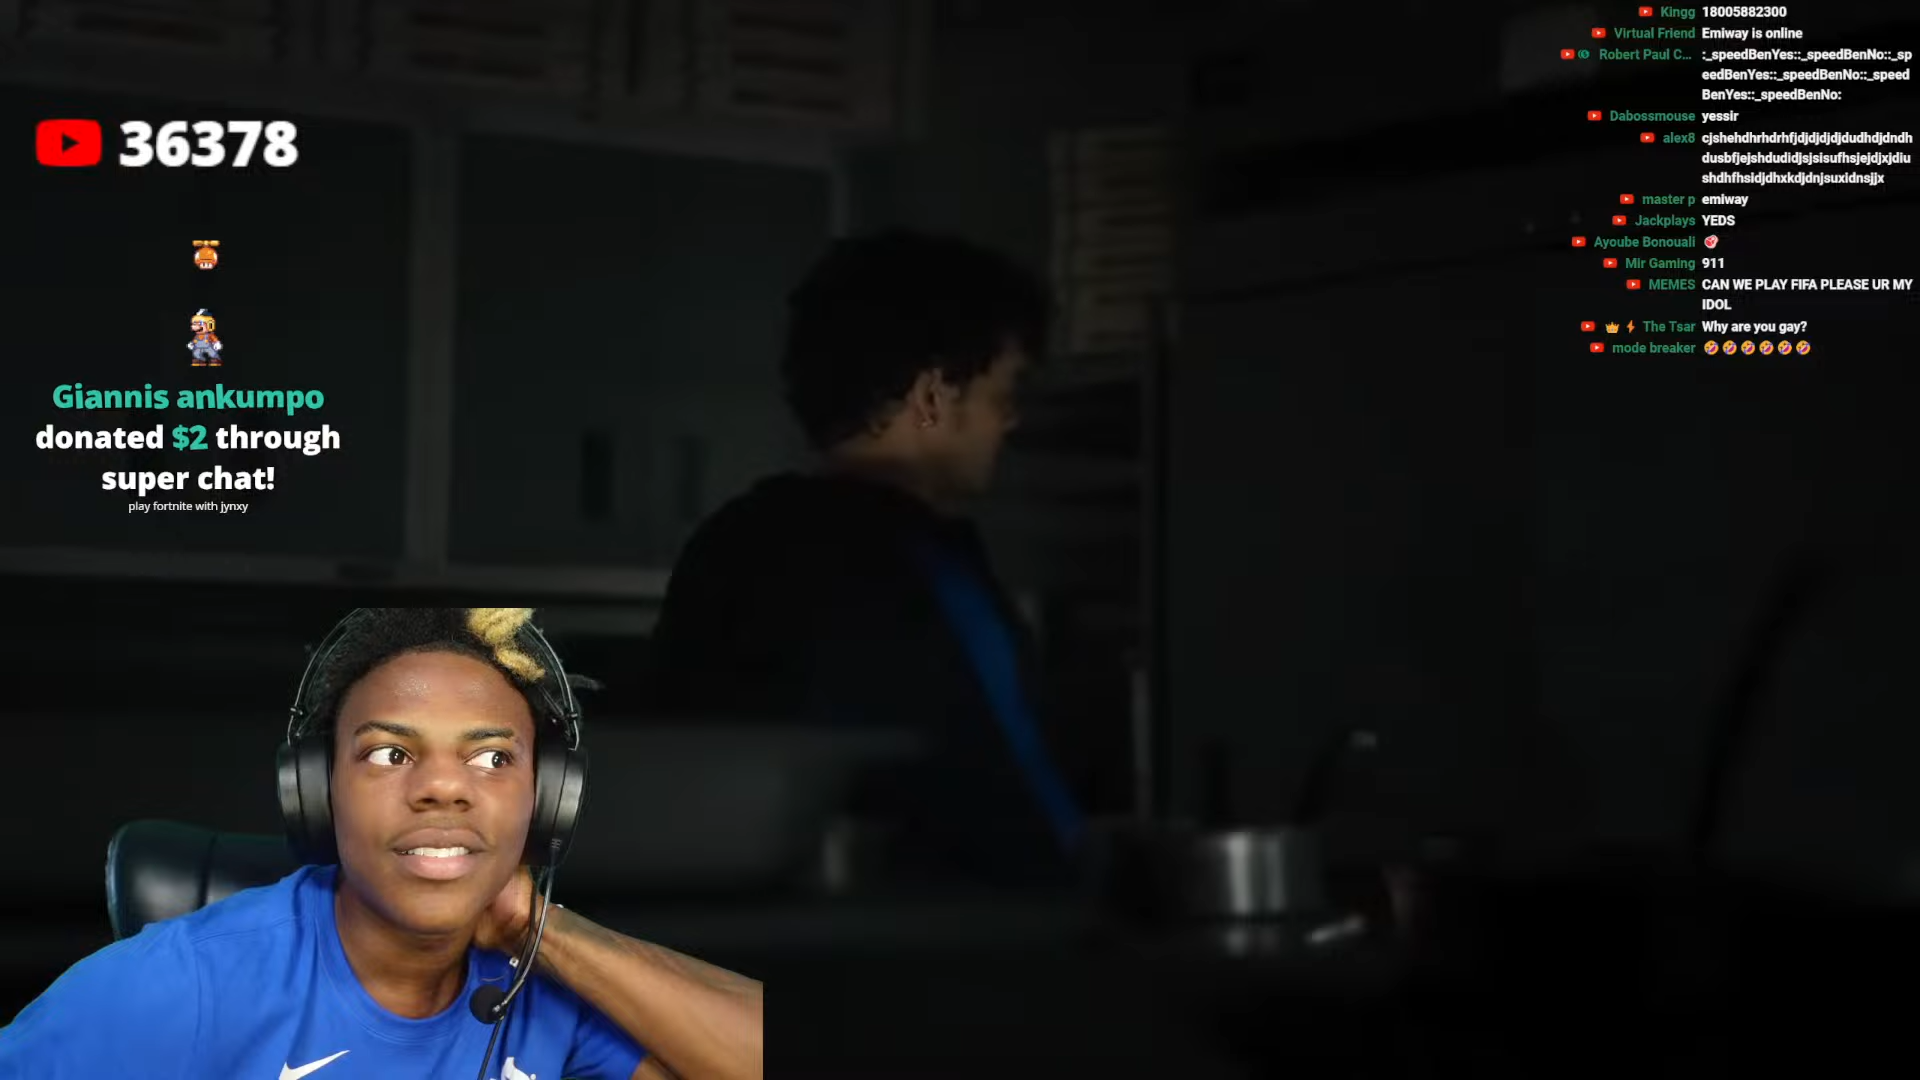 36378
Giannis ankumpo
donated $2 through
super chat!
play fortnite with jynxy
Kingg 18005882300
Virtual Friend Emiway is online
Robert Paul C... :_speedBenYes::_speedBenNo::_sp
eedBenYes::_speedBenNo::_speed
BenYes::_speedBenNo:
Dabossmouse yessir
alex8 cjshehdhrhdrhfjdjdjdjdjdudhdjdndh
dusbfjejshdudidjsjsisufhsjejdjxjdiu
shdhfhsidjdhxkdjdnjsuxidnsjjx
master p emiway
Jackplays YEDS
Ayoube Bonouali
Mir Gaming 911
MEMES CAN WE PLAY FIFA PLEASE UR MY
IDOL
The Tsar Why are you gay?
mode breaker 🤣🤣🤣🤣🤣🤣